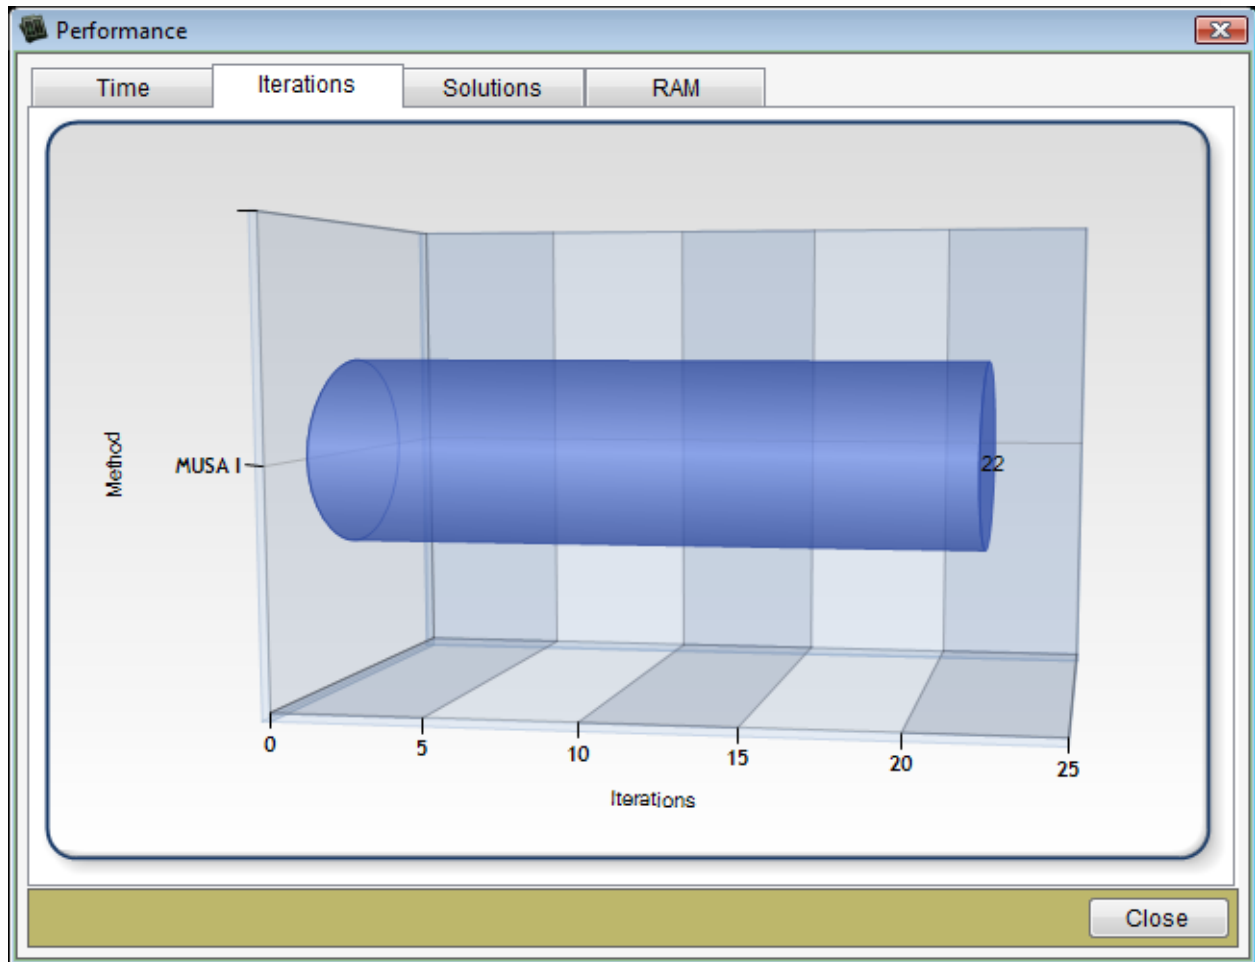 Performance
Time Iterations Solutions RAM
Method
MUSA I
22
0 5 10 15 20 25
Iterations
Close